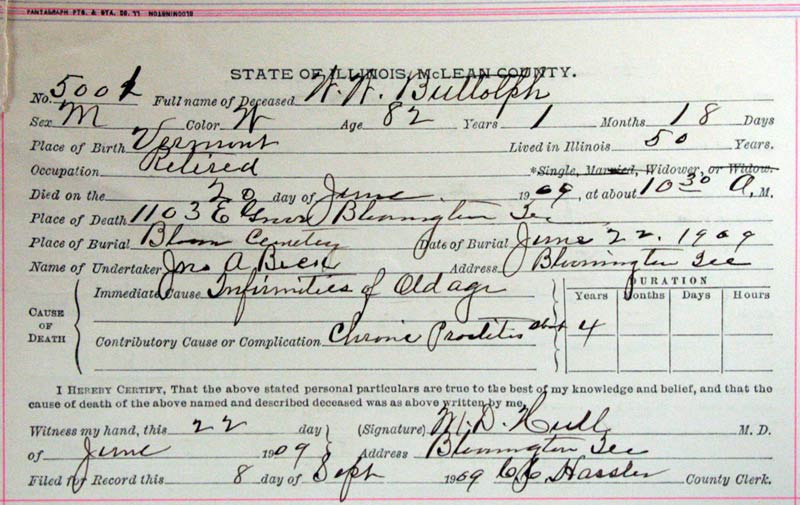 PANTAGRAPH PTG. & STA. CO. BLOOMINGTON
STATE OF ILLINOIS, McLEAN COUNTY.
No. 5001 Full name of Deceased W. W. Bullolph
Sex M Color W Age 82 Years 1 Months 18 Days
Place of Birth Vermont Lived in Illinois 50 Years.
Occupation Retired *Single, Married, Widower, or Widow.
Died on the 20 day of June 1909, at about 10 30 A. M.
Place of Death 1103 E Grove Bloomington Ill
Place of Burial Bloom Cemetery Date of Burial June 22. 1909
Name of Undertaker Jno A Beck Address Bloomington Ill
CAUSE OF DEATH
Immediate Cause Infirmities of Old age
Contributory Cause or Complication Chronic about 4
DURATION
Years Months Days Hours
I HEREBY CERTIFY, That the above stated personal particulars are true to the best of my knowledge and belief, and that the
cause of death of the above named and described deceased was as above written by me.
Witness my hand, this 22 day (Signature) W. D. Hull M. D.
of June 1909 Address Bloomington Ill
Filed for Record this 8 day of Sept 1909 Hassler County Clerk.